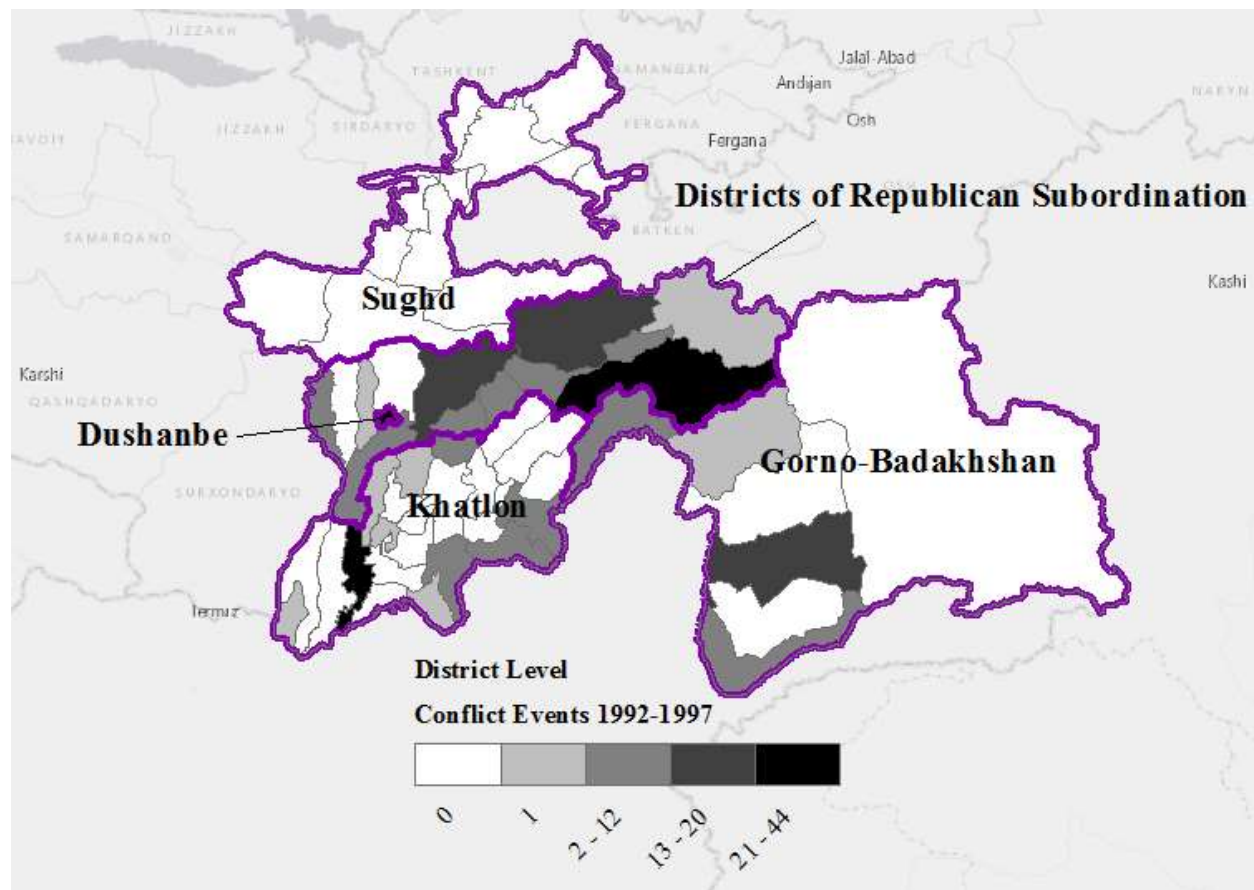 JIZZAKH
TASHKENT
NAMANGAN
Jalal-Abad
Andijan
NARYN
JIZZAKH
SIRDARYO
FERGANA
Osh
Fergana
SAMARQAND
BATKEN
Districts of Republican Subordination
Kashi
Sughd
Karshi
QASHQADARYO
Dushanbe
Gorno-Badakhshan
SURXONDARYO
Khatlon
Termiz
District Level
Conflict Events 1992-1997
0
1
2 - 12
13 - 20
21 - 44